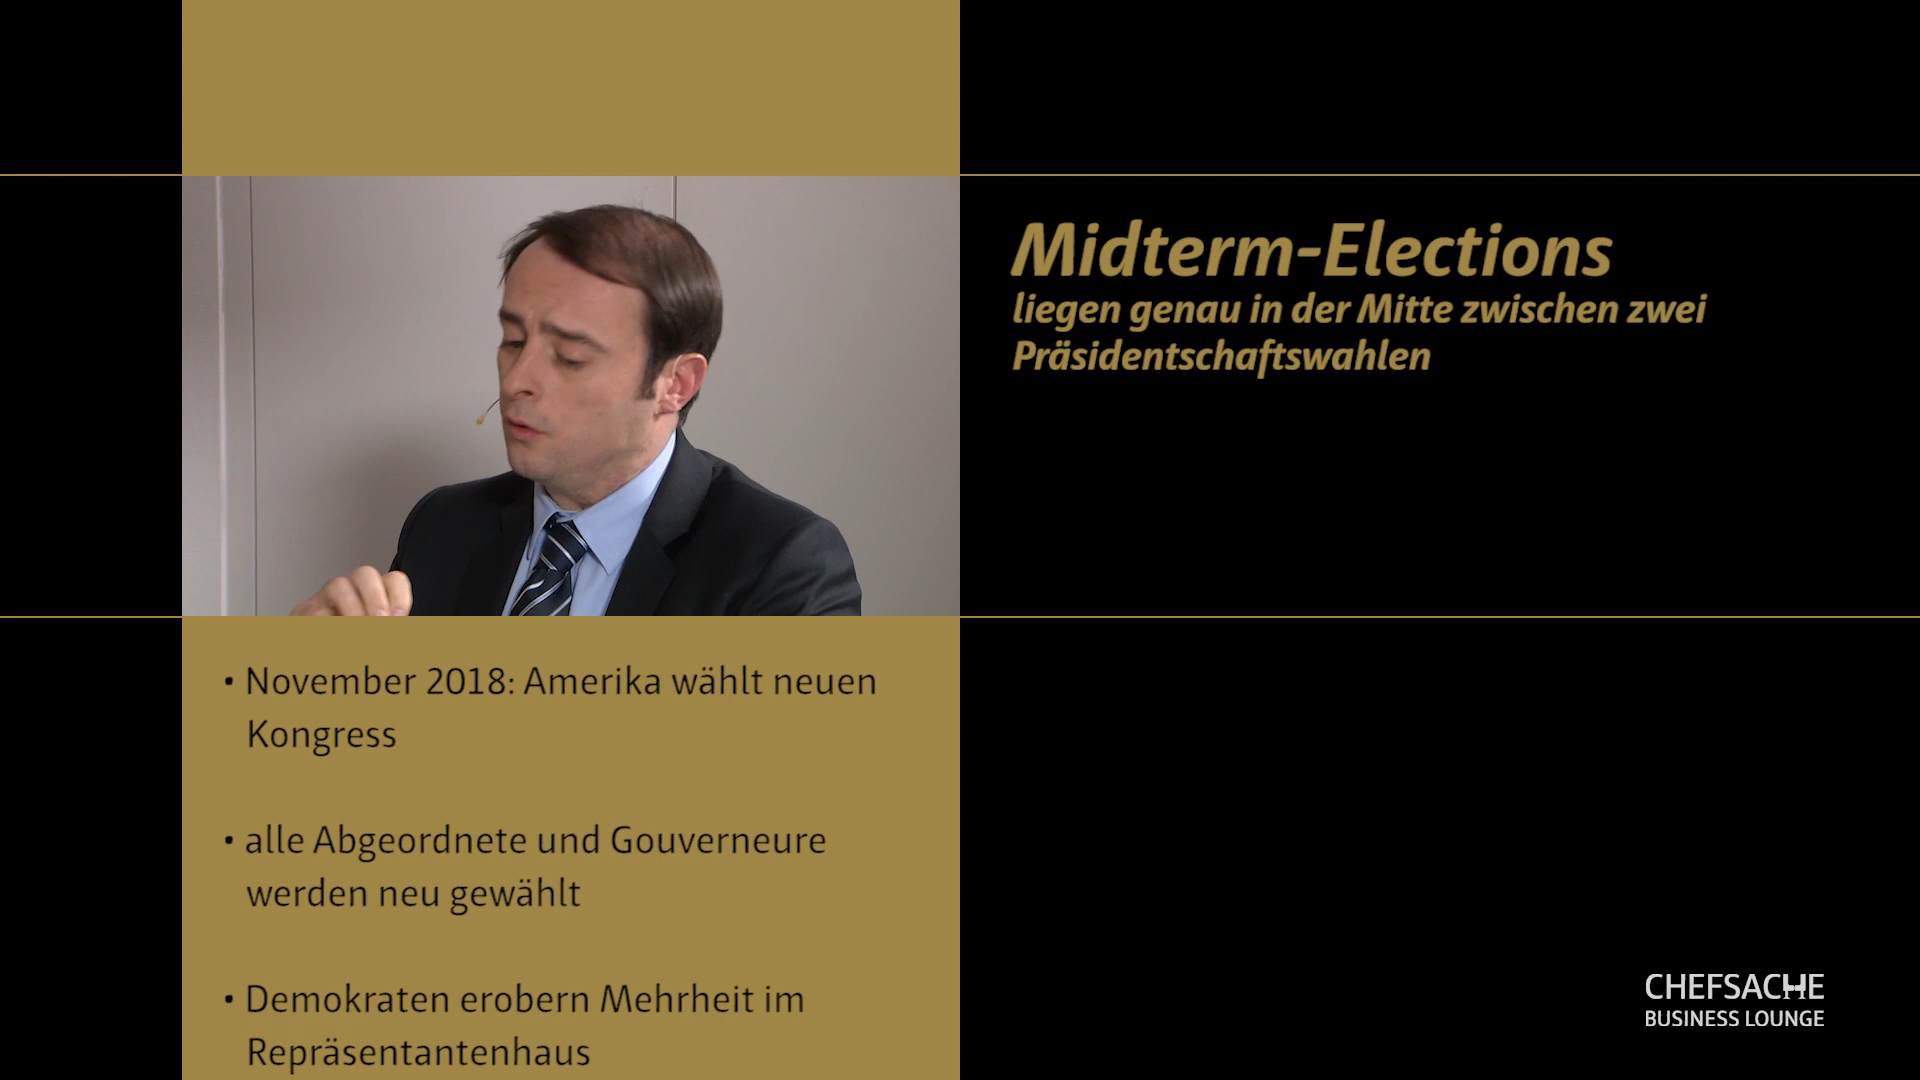 Midterm-Elections
liegen genau in der Mitte zwischen zwei
Präsidentschaftswahlen
• November 2018: Amerika wählt neuen
Kongress
• alle Abgeordnete und Gouverneure
werden neu gewählt
• Demokraten erobern Mehrheit im
Repräsentantenhaus
CHEFSACHE
BUSINESS LOUNGE